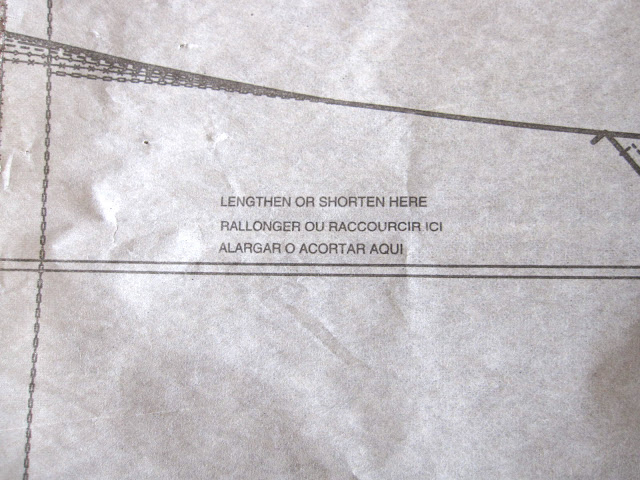 LENGTHEN OR SHORTEN HERE
RALLONGER OU RACCOURCIR ICI
ALARGAR O ACORTAR AQUI